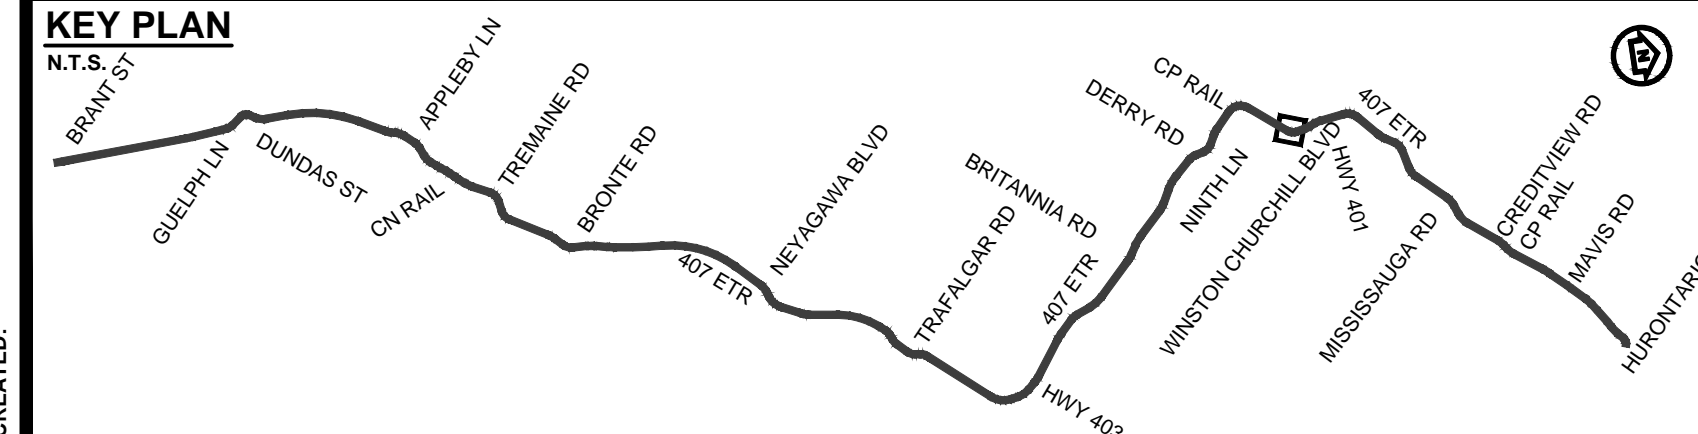 KEY PLAN
N.T.S.
BRANT ST
GUELPH LN
DUNDAS ST
CN RAIL
APPLEBY LN
TREMAINE RD
BRONTE RD
407 ETR
NEYAGAWA BLVD
TRAFALGAR RD
HWY 403
407 ETR
BRITANNIA RD
DERRY RD
CP RAIL
NINTH LN
WINSTON CHURCHILL BLVD
HWY 401
407 ETR
MISSISSAUGA RD
CREDITVIEW RD
CP RAIL
MAVIS RD
HURONTARIO
N
CREATED: